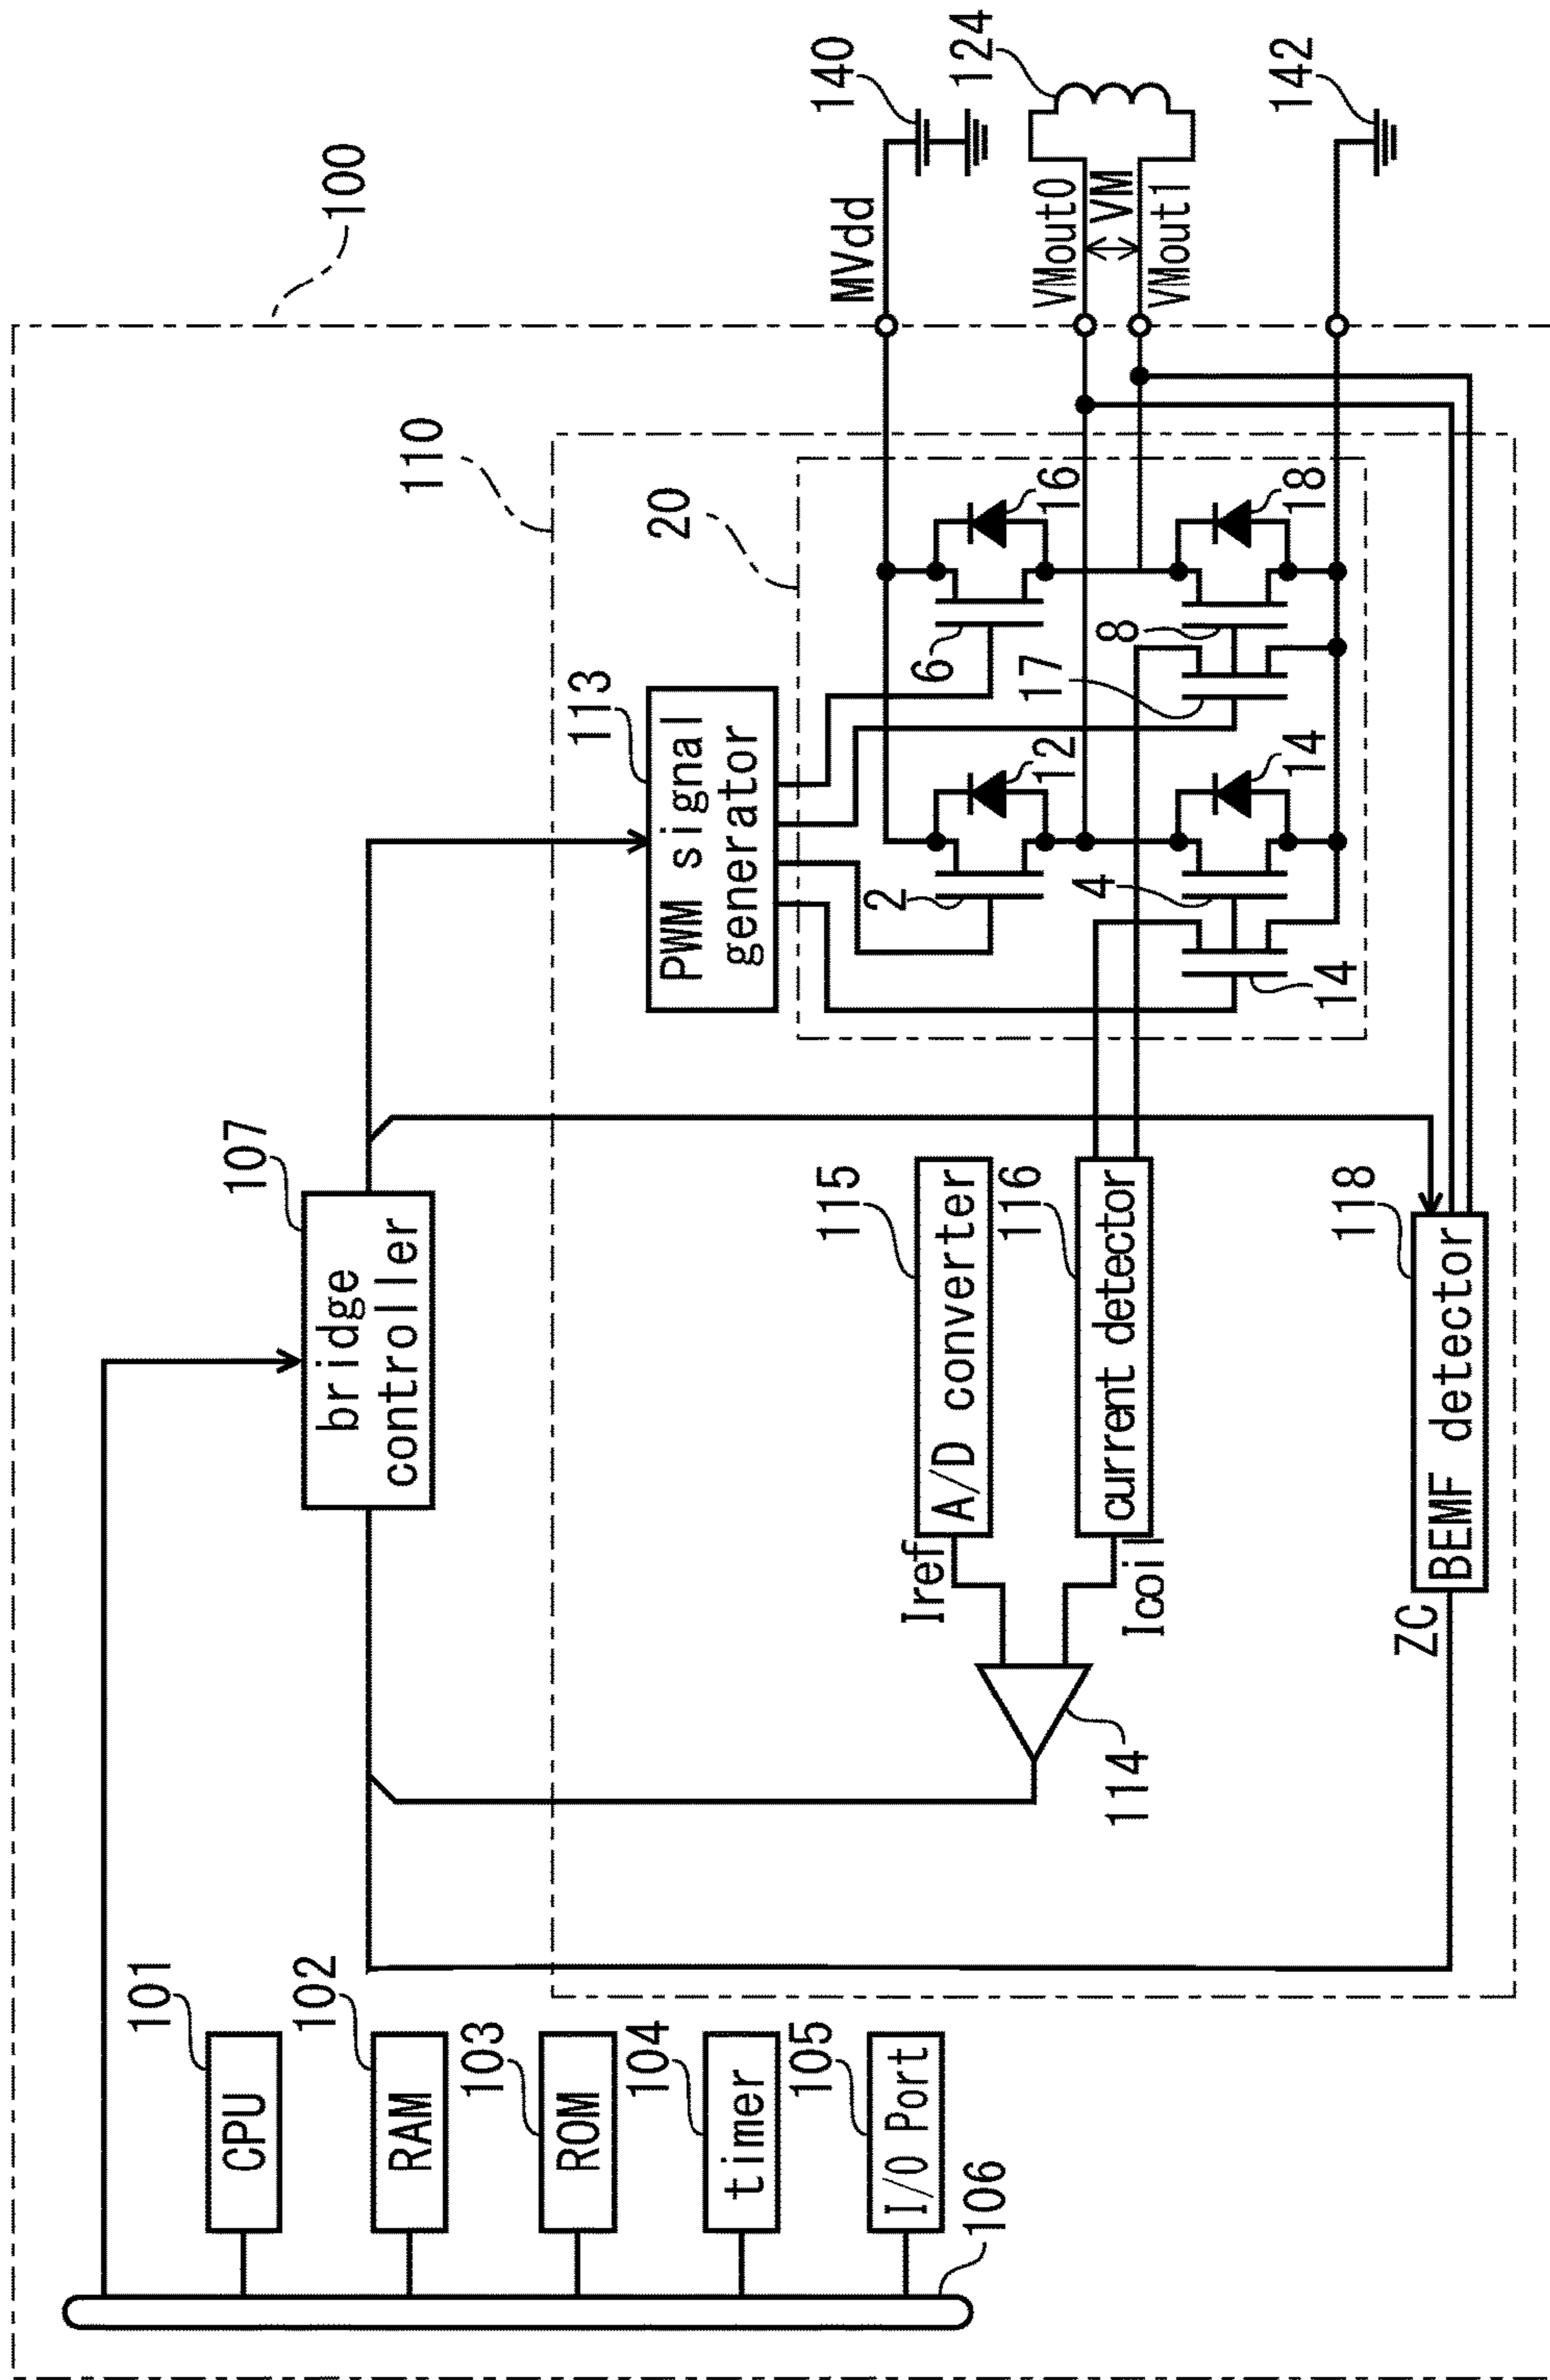 100
101
CPU
102
RAM
103
ROM
104
timer
105
I/O Port
106
107
bridge
controller
110
113
PWM signal
generator
20
2
12
4
14
14
6
16
17
8
18
115
A/D converter
Iref
116
current detector
Icoil
114
118
BEMF detector
ZC
MVdd
140
VMout0
VM
VMout1
124
142